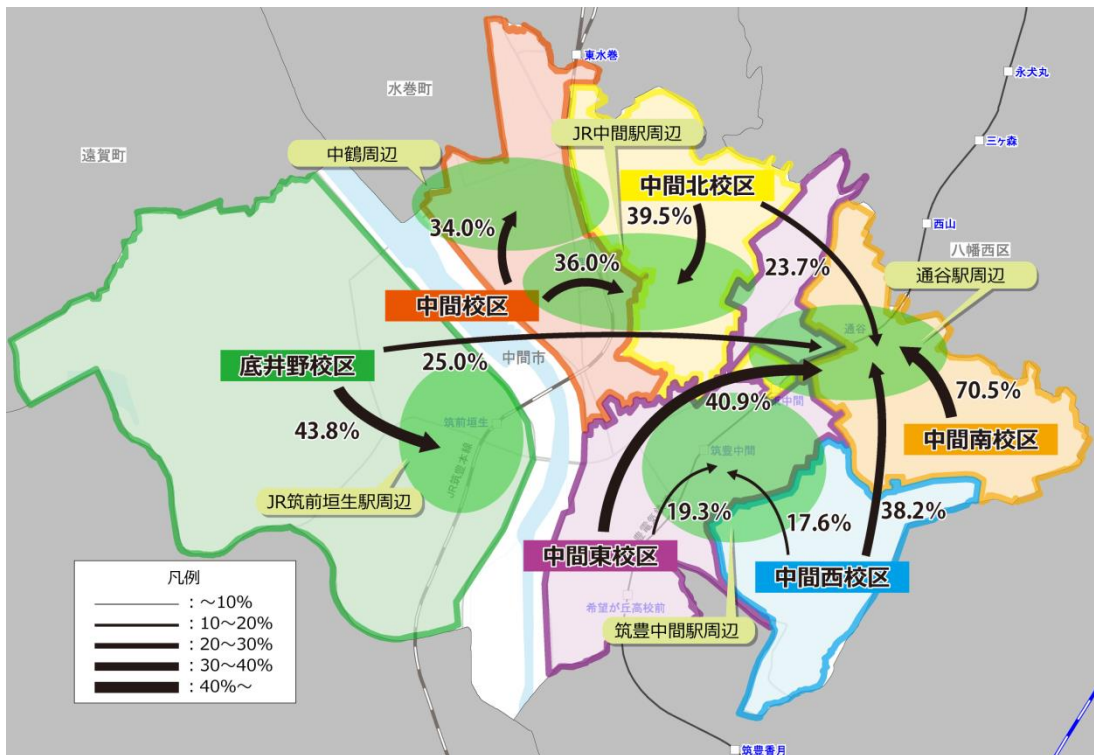 東水巻
水巻町
永犬丸
遠賀町
三ヶ森
中鶴周辺
JR中間駅周辺
中間北校区
39.5%
西山
八幡西区
34.0%
36.0%
23.7%
通谷駅周辺
中間校区
通谷
底井野校区
25.0%
中間市
40.9%
70.5%
43.8%
筑前垣生
中間南校区
筑豊中間
JR筑豊本線
JR筑前垣生駅周辺
19.3%
17.6%
38.2%
中間東校区
中間西校区
希望が丘高校前
筑豊中間駅周辺
凡例
:～10%
:10～20%
:20～30%
:30～40%
:40%～
筑豊香月